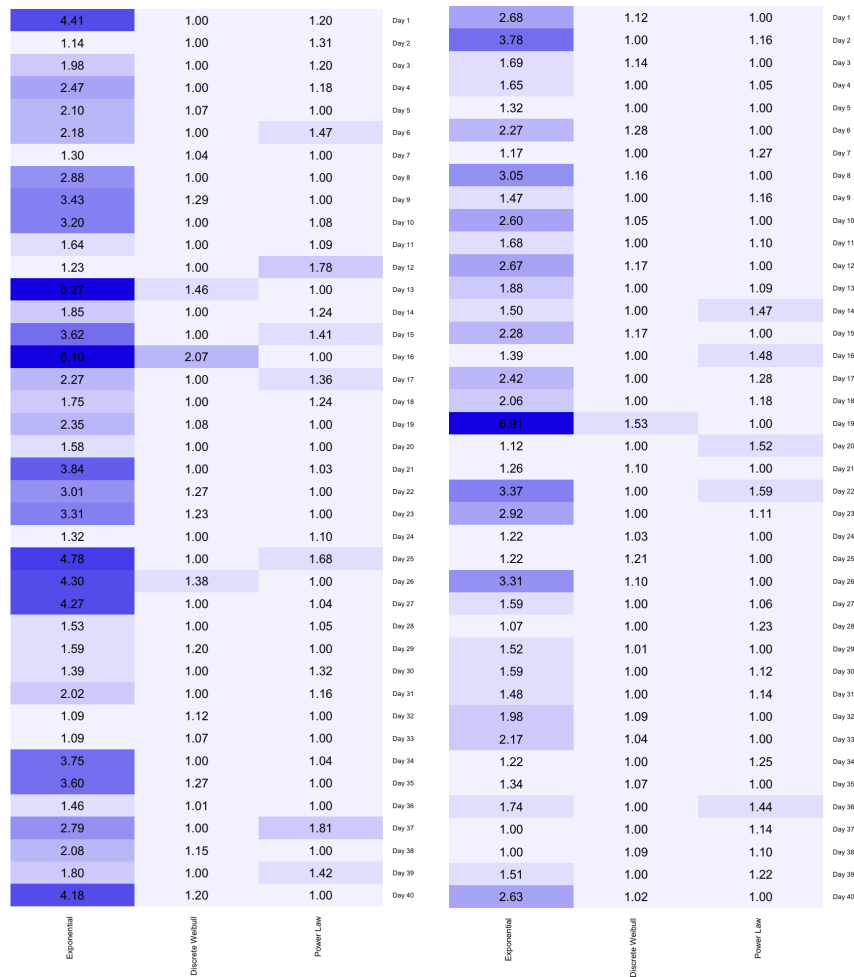 4.41 1.00 1.20 Day 1
1.14 1.00 1.31 Day 2
1.98 1.00 1.20 Day 3
2.47 1.00 1.18 Day 4
2.10 1.07 1.00 Day 5
2.18 1.00 1.47 Day 6
1.30 1.04 1.00 Day 7
2.88 1.00 1.00 Day 8
3.43 1.29 1.00 Day 9
3.20 1.00 1.08 Day 10
1.64 1.00 1.09 Day 11
1.23 1.00 1.78 Day 12
6.27 1.46 1.00 Day 13
1.85 1.00 1.24 Day 14
3.62 1.00 1.41 Day 15
6.10 2.07 1.00 Day 16
2.27 1.00 1.36 Day 17
1.75 1.00 1.24 Day 18
2.35 1.08 1.00 Day 19
1.58 1.00 1.00 Day 20
3.84 1.00 1.03 Day 21
3.01 1.27 1.00 Day 22
3.31 1.23 1.00 Day 23
1.32 1.00 1.10 Day 24
4.78 1.00 1.68 Day 25
4.30 1.38 1.00 Day 26
4.27 1.00 1.04 Day 27
1.53 1.00 1.05 Day 28
1.59 1.20 1.00 Day 29
1.39 1.00 1.32 Day 30
2.02 1.00 1.16 Day 31
1.09 1.12 1.00 Day 32
1.09 1.07 1.00 Day 33
3.75 1.00 1.04 Day 34
3.60 1.27 1.00 Day 35
1.46 1.01 1.00 Day 36
2.79 1.00 1.81 Day 37
2.08 1.15 1.00 Day 38
1.80 1.00 1.42 Day 39
4.18 1.20 1.00 Day 40
Exponential Discrete Weibull Power Law
2.68 1.12 1.00 Day 1
3.78 1.00 1.16 Day 2
1.69 1.14 1.00 Day 3
1.65 1.00 1.05 Day 4
1.32 1.00 1.00 Day 5
2.27 1.28 1.00 Day 6
1.17 1.00 1.27 Day 7
3.05 1.16 1.00 Day 8
1.47 1.00 1.16 Day 9
2.60 1.05 1.00 Day 10
1.68 1.00 1.10 Day 11
2.67 1.17 1.00 Day 12
1.88 1.00 1.09 Day 13
1.50 1.00 1.47 Day 14
2.28 1.17 1.00 Day 15
1.39 1.00 1.48 Day 16
2.42 1.00 1.28 Day 17
2.06 1.00 1.18 Day 18
6.91 1.53 1.00 Day 19
1.12 1.00 1.52 Day 20
1.26 1.10 1.00 Day 21
3.37 1.00 1.59 Day 22
2.92 1.00 1.11 Day 23
1.22 1.03 1.00 Day 24
1.22 1.21 1.00 Day 25
3.31 1.10 1.00 Day 26
1.59 1.00 1.06 Day 27
1.07 1.00 1.23 Day 28
1.52 1.01 1.00 Day 29
1.59 1.00 1.12 Day 30
1.48 1.00 1.14 Day 31
1.98 1.09 1.00 Day 32
2.17 1.04 1.00 Day 33
1.22 1.00 1.25 Day 34
1.34 1.07 1.00 Day 35
1.74 1.00 1.44 Day 36
1.00 1.00 1.14 Day 37
1.00 1.09 1.10 Day 38
1.51 1.00 1.22 Day 39
2.63 1.02 1.00 Day 40
Exponential Discrete Weibull Power Law